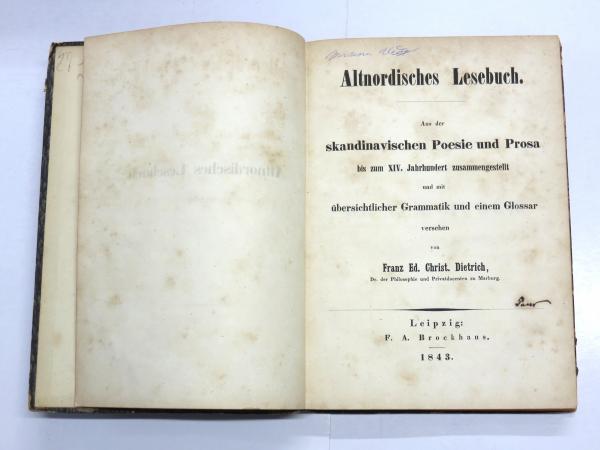 Altnordisches Lesebuch.
Aus der
skandinavischen Poesie und Prosa
bis zum XIV. Jahrhundert zusammengestellt
und mit
übersichtlicher Grammatik und einem Glossar
versehen
von
Franz Ed. Christ. Dietrich,
Dr. der Philosophie und Privatdocenten zu Marburg.
Leipzig:
F. A. Brockhaus.
1843.